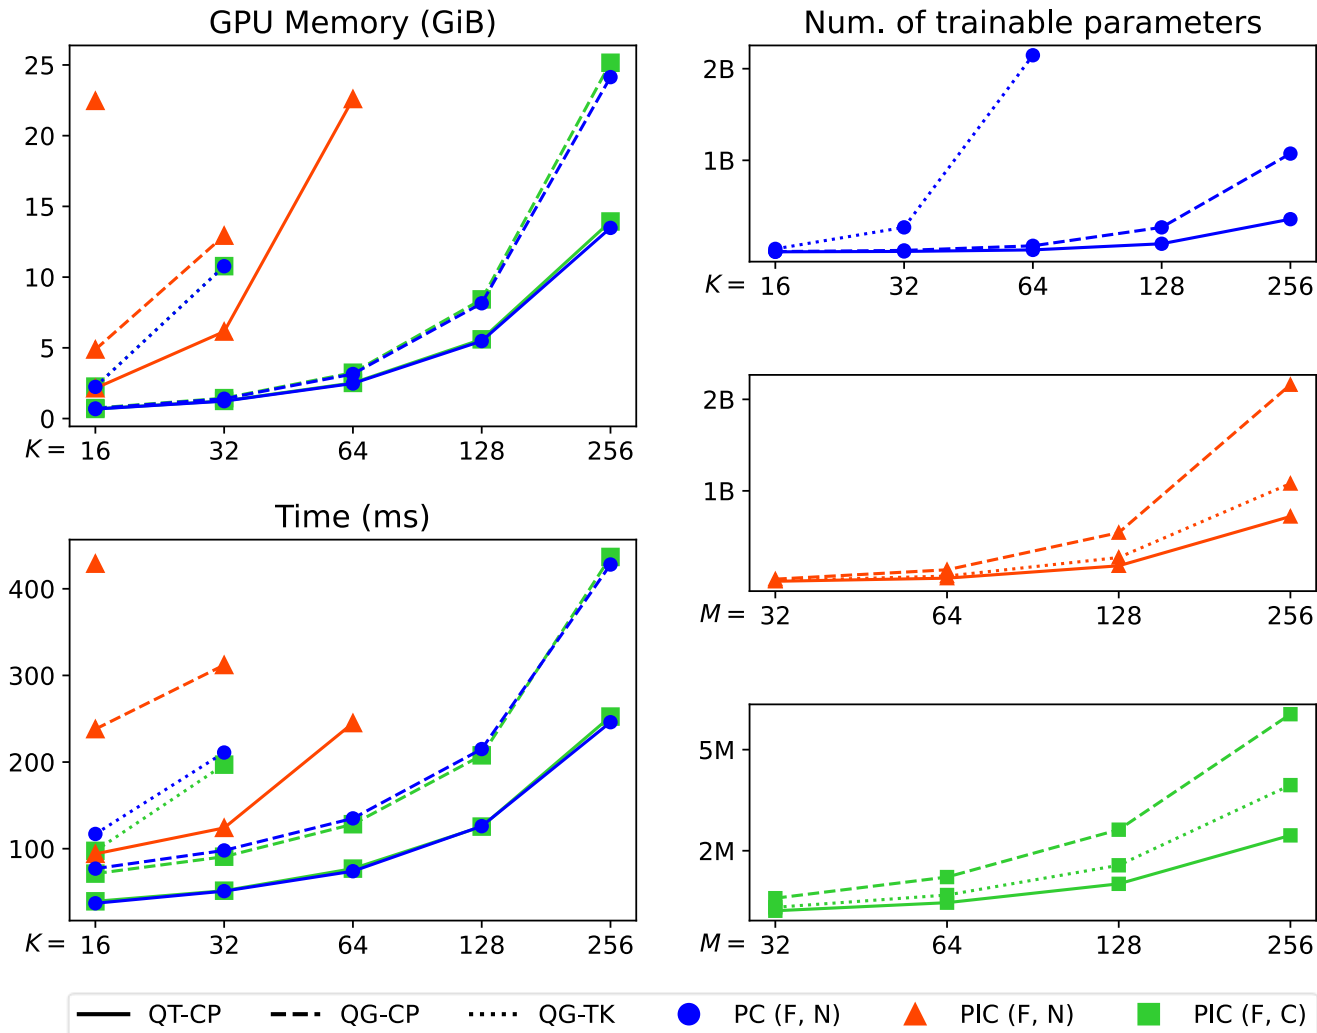 GPU Memory (GiB)
25
20
15
10
5
0
K = 16 32 64 128 256
Time (ms)
400
300
200
100
K = 16 32 64 128 256
Num. of trainable parameters
2B
1B
K = 16 32 64 128 256
2B
1B
M = 32 64 128 256
5M
2M
M = 32 64 128 256
QT-CP QG-CP QG-TK PC (F, N) PIC (F, N) PIC (F, C)